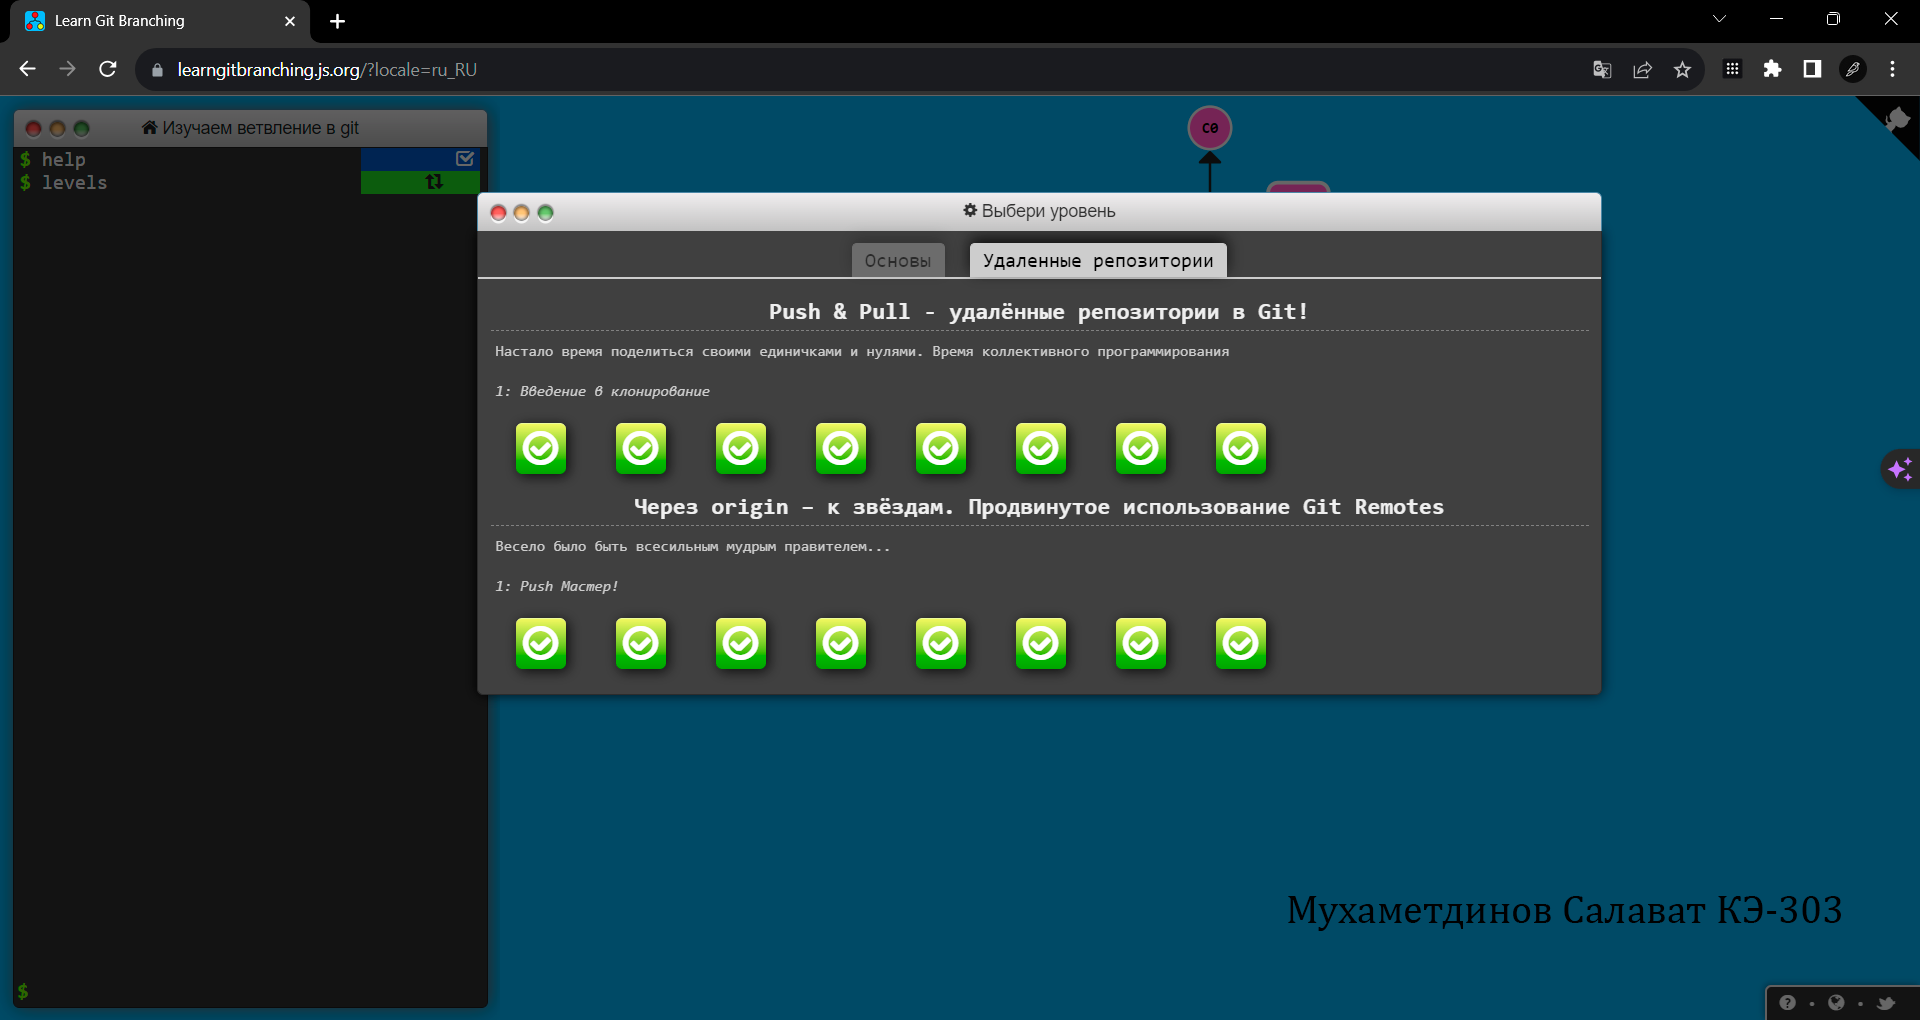 Learn Git Branching
learngitbranching.js.org/?locale=ru_RU
Изучаем ветвление в git
$ help
$ levels
C0
Выбери уровень
Основы
Удаленные репозитории
Push & Pull - удалённые репозитории в Git!
Настало время поделиться своими единичками и нулями. Время коллективного программирования
1: Введение в клонирование
Через origin – к звёздам. Продвинутое использование Git Remotes
Весело было быть всесильным мудрым правителем...
1: Push Мастер!
Мухаметдинов Салават КЭ-303
$